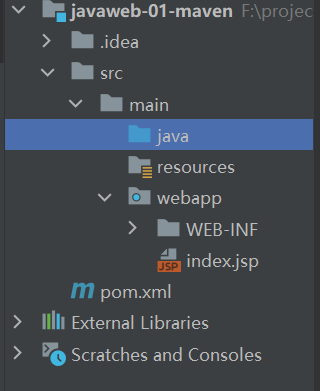 javaweb-01-maven F:\projec
.idea
src
main
java
resources
webapp
WEB-INF
JSP index.jsp
m pom.xml
External Libraries
Scratches and Consoles